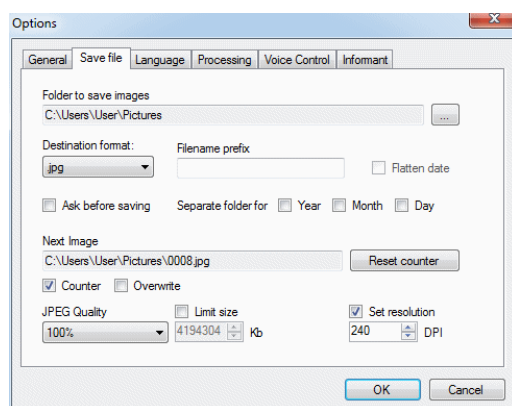 Options
General Save file Language Processing Voice Control Informant
Folder to save images
C:\Users\User\Pictures ...
Destination format: Filename prefix
.jpg Flatten date
Ask before saving Separate folder for Year Month Day
Next Image
C:\Users\User\Pictures\0008.jpg Reset counter
Counter Overwrite
JPEG Quality Limit size Set resolution
100% 4194304 Kb 240 DPI
OK Cancel